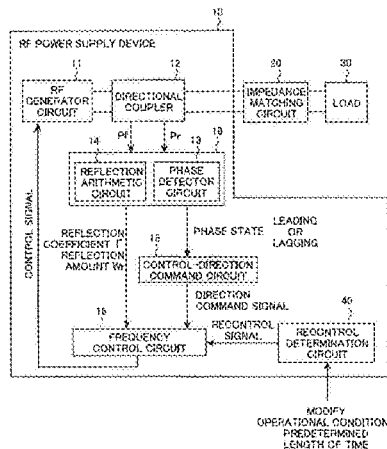 10
RF POWER SUPPLY DEVICE
11
RF
GENERATOR
CIRCUIT
12
DIRECTIONAL
COUPLER
20
IMPEDANCE
MATCHING
CIRCUIT
30
LOAD
Pf
Pr
14
REFLECTION
ARITHMETIC
CIRCUIT
13
PHASE
DETECTOR
CIRCUIT
CONTROL SIGNAL
REFLECTION
COEFFICIENT Γ
REFLECTION
AMOUNT Wr
PHASE STATE
LEADING
OR
LAGGING
CONTROL-DIRECTION
COMMAND CIRCUIT
DIRECTION
COMMAND SIGNAL
FREQUENCY
CONTROL CIRCUIT
RECONTROL
SIGNAL
40
RECONTROL
DETERMINATION
CIRCUIT
MODIFY
OPERATIONAL CONDITION
PREDETERMINED
LENGTH OF TIME